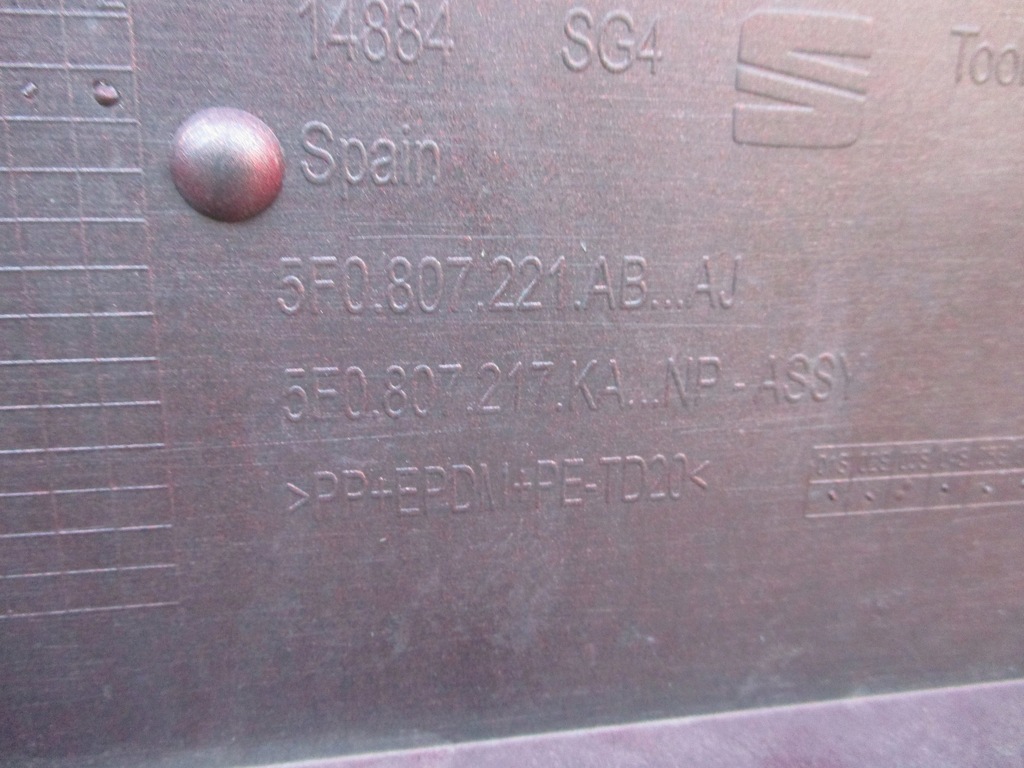 14884 SG4
Spain
5F0.807.221.AB...AJ
5F0.807.217.KA...NP - ASSY
>PP+EPDM+PE-TD20<